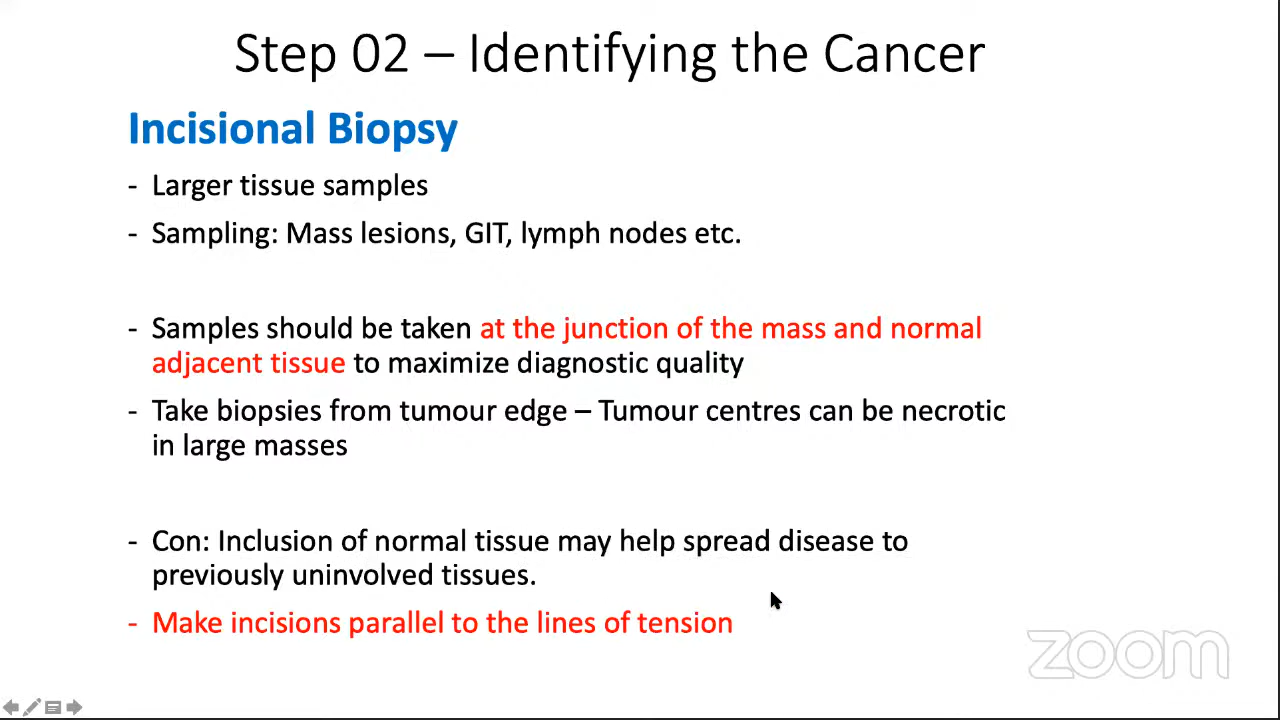 Step 02 – Identifying the Cancer
Incisional Biopsy
- Larger tissue samples
- Sampling: Mass lesions, GIT, lymph nodes etc.
- Samples should be taken at the junction of the mass and normal
adjacent tissue to maximize diagnostic quality
- Take biopsies from tumour edge – Tumour centres can be necrotic
in large masses
- Con: Inclusion of normal tissue may help spread disease to
previously uninvolved tissues.
- Make incisions parallel to the lines of tension
zoom